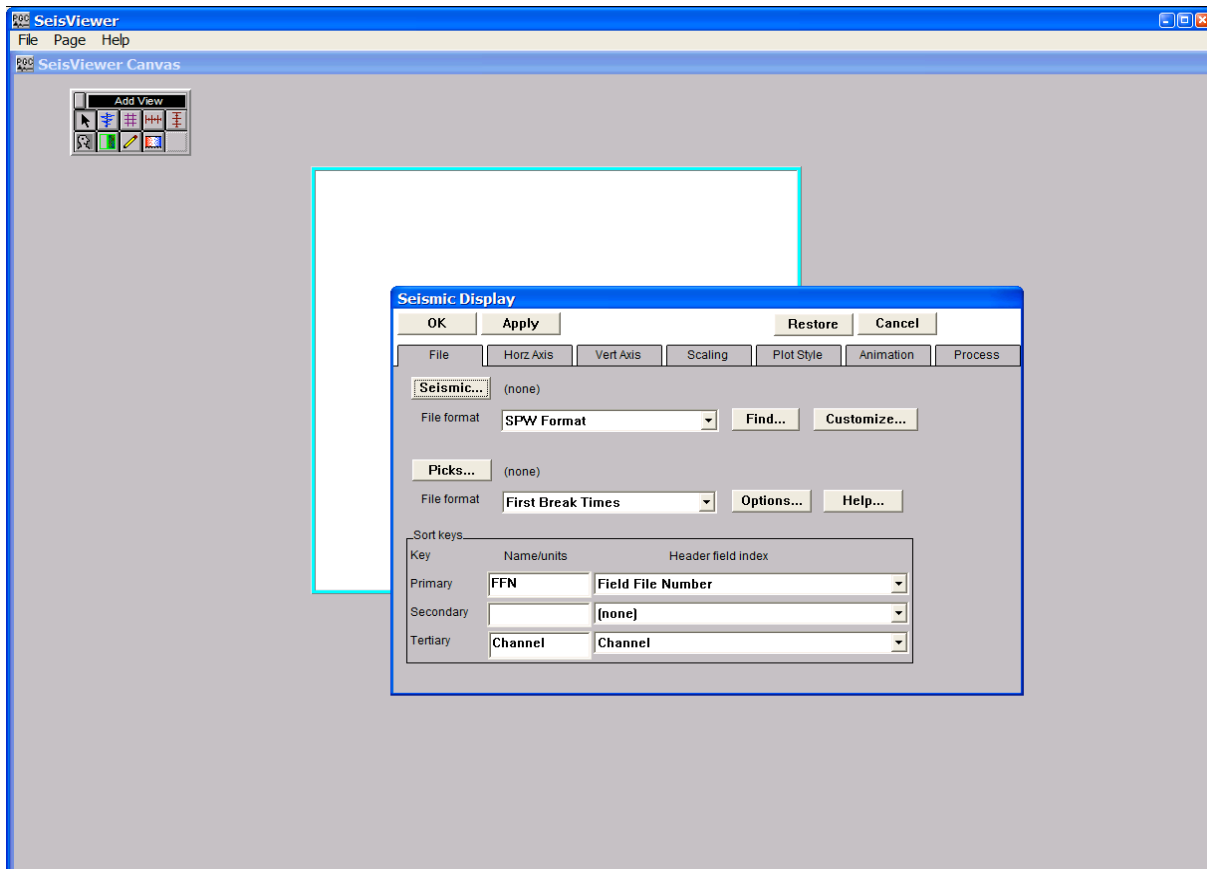 SeisViewer
File Page Help
SeisViewer Canvas
Add View
Seismic Display
OK Apply Restore Cancel
File Horz Axis Vert Axis Scaling Plot Style Animation Process
Seismic... (none)
File format SPW Format Find... Customize...
Picks... (none)
File format First Break Times Options... Help...
Sort keys
Key Name/units Header field index
Primary FFN Field File Number
Secondary (none)
Tertiary Channel Channel